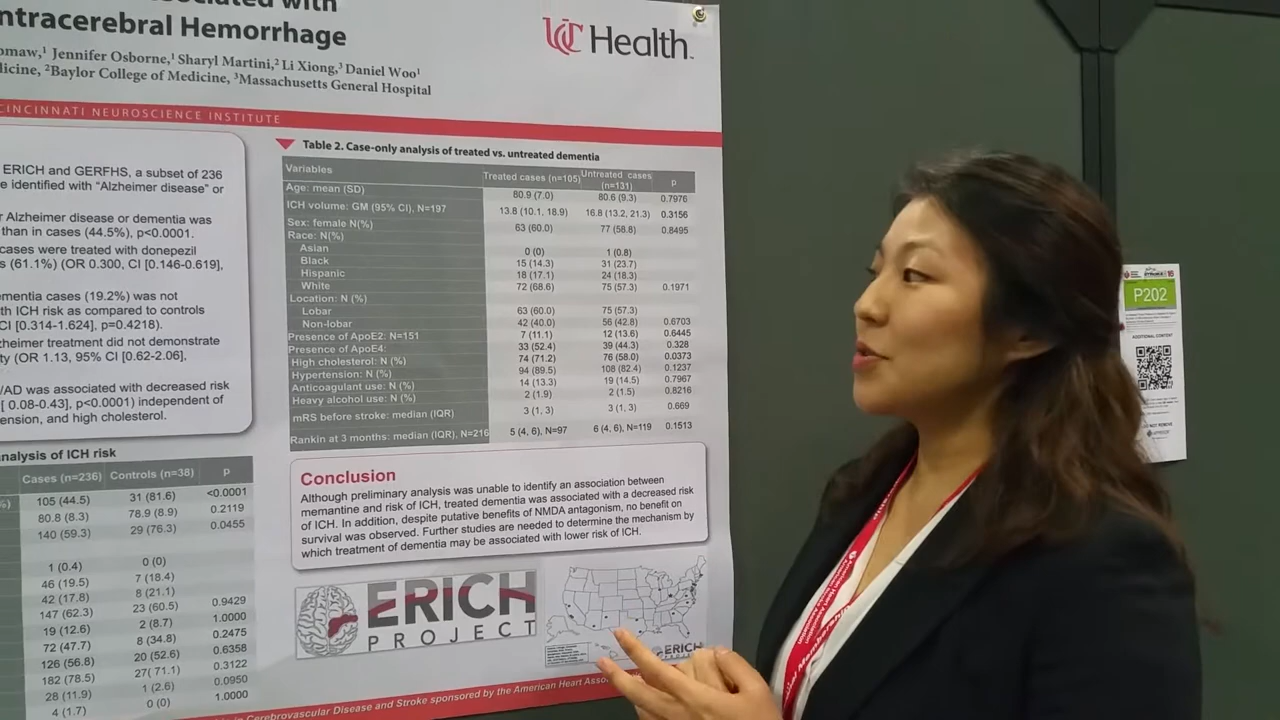 ssociated with
ntracerebral Hemorrhage
omaw,¹ Jennifer Osborne,¹ Sharyl Martini,² Li Xiong,³ Daniel Woo¹
licine, ²Baylor College of Medicine, ³Massachusetts General Hospital
UC Health
CINCINNATI NEUROSCIENCE INSTITUTE
ERICH and GERFHS, a subset of 236
e identified with "Alzheimer disease" or
r Alzheimer disease or dementia was
than in cases (44.5%), p<0.0001.
cases were treated with donepezil
s (61.1%) (OR 0.300, CI [0.146-0.619],
ementia cases (19.2%) was not
th ICH risk as compared to controls
CI [0.314-1.624], p=0.4218).
zheimer treatment did not demonstrate
ty (OR 1.13, 95% CI [0.62-2.06],
/AD was associated with decreased risk
[ 0.08-0.43], p<0.0001) independent of
ension, and high cholesterol.
nalysis of ICH risk
Cases (n=236) Controls (n=38) p
%) 105 (44.5) 31 (81.6) <0.0001
80.8 (8.3) 78.9 (8.9) 0.2119
140 (59.3) 29 (76.3) 0.0455
1 (0.4) 0 (0)
46 (19.5) 7 (18.4)
42 (17.8) 8 (21.1)
147 (62.3) 23 (60.5) 0.9429
19 (12.6) 2 (8.7) 1.0000
72 (47.7) 8 (34.8) 0.2475
126 (56.8) 20 (52.6) 0.6358
182 (78.5) 27( 71.1) 0.3122
28 (11.9) 1 (2.6) 0.0950
4 (1.7) 0 (0) 1.0000
Table 2. Case-only analysis of treated vs. untreated dementia
Variables Treated cases (n=105) Untreated cases (n=131) p
Age: mean (SD) 80.9 (7.0) 80.6 (9.3) 0.7976
ICH volume: GM (95% CI), N=197 13.8 (10.1, 18.9) 16.8 (13.2, 21.3) 0.3156
Sex: female N(%) 63 (60.0) 77 (58.8) 0.8495
Race: N(%)
Asian 0 (0) 1 (0.8)
Black 15 (14.3) 31 (23.7)
Hispanic 18 (17.1) 24 (18.3)
White 72 (68.6) 75 (57.3) 0.1971
Location: N (%)
Lobar 63 (60.0) 75 (57.3)
Non-lobar 42 (40.0) 56 (42.8) 0.6703
Presence of ApoE2: N=151 7 (11.1) 12 (13.6) 0.6445
Presence of ApoE4: 33 (52.4) 39 (44.3) 0.328
High cholesterol: N (%) 74 (71.2) 76 (58.0) 0.0373
Hypertension: N (%) 94 (89.5) 108 (82.4) 0.1237
Anticoagulant use: N (%) 14 (13.3) 19 (14.5) 0.7967
Heavy alcohol use: N (%) 2 (1.9) 2 (1.5) 0.8216
mRS before stroke: median (IQR) 3 (1, 3) 3 (1, 3) 0.669
Rankin at 3 months: median (IQR), N=216 5 (4, 6), N=97 6 (4, 6), N=119 0.1513
Conclusion
Although preliminary analysis was unable to identify an association between
memantine and risk of ICH, treated dementia was associated with a decreased risk
of ICH. In addition, despite putative benefits of NMDA antagonism, no benefit on
survival was observed. Further studies are needed to determine the mechanism by
which treatment of dementia may be associated with lower risk of ICH.
ERICH
PROJECT
ERICH
in Cerebrovascular Disease and Stroke sponsored by the American Heart Asso
P202
ADDITIONAL CONTENT
American Heart Association